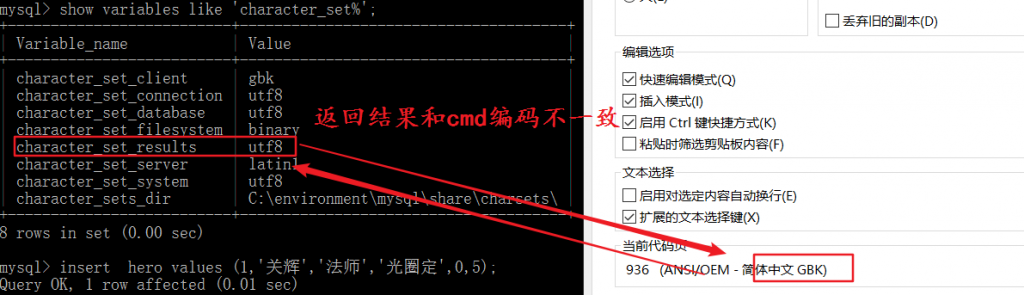 mysql> show variables like 'character_set%';
Variable_name | Value
character_set_client | gbk
character_set_connection | utf8
character_set_database | utf8
character_set_filesystem | binary
character_set_results | utf8
character_set_server | latin1
character_set_system | utf8
character_sets_dir | C:\environment\mysql\share\charsets\
8 rows in set (0.00 sec)
mysql> insert  hero values (1,'关辉','法师','光圈定',0,5);
Query OK, 1 row affected (0.01 sec)
返回结果和cmd编码不一致
丢弃旧的副本(D)
编辑选项
快速编辑模式(Q)
插入模式(I)
启用 Ctrl 键快捷方式(K)
粘贴时筛选剪贴板内容(F)
文本选择
启用对选定内容自动换行(E)
扩展的文本选择键(X)
当前代码页
936 (ANSI/OEM - 简体中文 GBK)